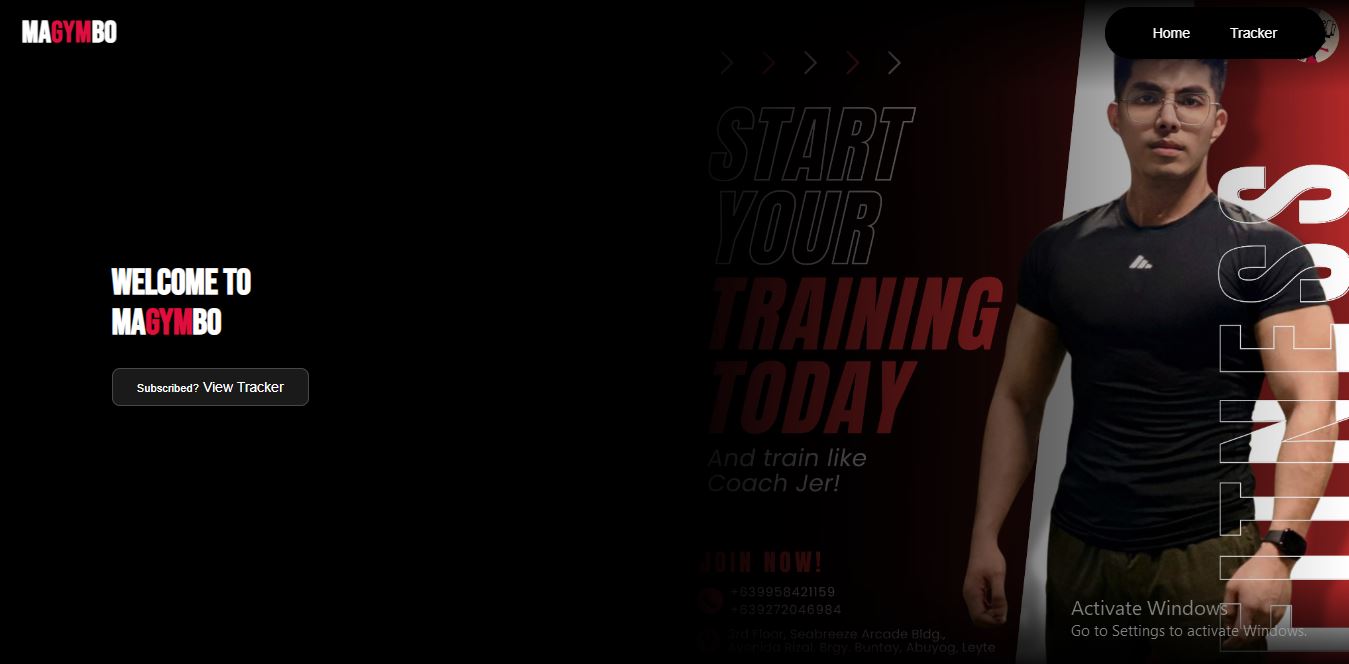 MAGYMBO
Home
Tracker
WELCOME TO
MAGYMBO
Subscribed? View Tracker
START
YOUR
TRAINING
TODAY
And train like
Coach Jer!
JOIN NOW!
+639958421159
+639272046984
3rd Floor, Seabreeze Arcade Bldg.,
Avenida Rizal, Brgy. Buntay, Abuyog, Leyte
FITNESS
Activate Windows
Go to Settings to activate Windows.